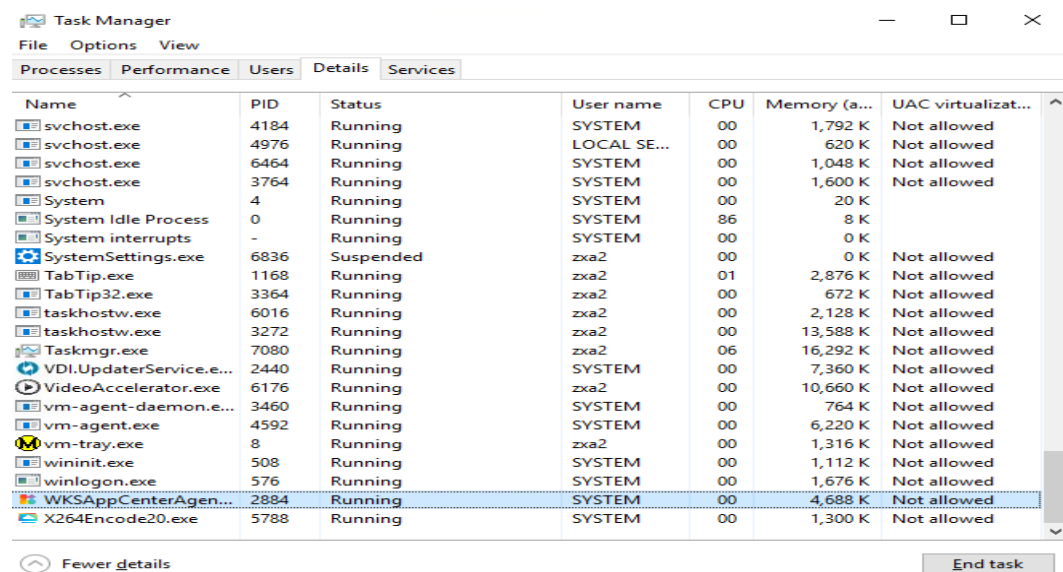 Task Manager
File Options View
Processes Performance Users Details Services
Name PID Status User name CPU Memory (a... UAC virtualizat...
svchost.exe 4184 Running SYSTEM 00 1,792 K Not allowed
svchost.exe 4976 Running LOCAL SE... 00 620 K Not allowed
svchost.exe 6464 Running SYSTEM 00 1,048 K Not allowed
svchost.exe 3764 Running SYSTEM 00 1,600 K Not allowed
System 4 Running SYSTEM 00 20 K
System Idle Process 0 Running SYSTEM 86 8 K
System interrupts - Running SYSTEM 00 0 K
SystemSettings.exe 6836 Suspended zxa2 00 0 K Not allowed
TabTip.exe 1168 Running zxa2 01 2,876 K Not allowed
TabTip32.exe 3364 Running zxa2 00 672 K Not allowed
taskhostw.exe 6016 Running zxa2 00 2,128 K Not allowed
taskhostw.exe 3272 Running zxa2 00 13,588 K Not allowed
Taskmgr.exe 7080 Running zxa2 06 16,292 K Not allowed
VDI.UpdaterService.e... 2440 Running SYSTEM 00 7,360 K Not allowed
VideoAccelerator.exe 6176 Running zxa2 00 10,660 K Not allowed
vm-agent-daemon.e... 3460 Running SYSTEM 00 764 K Not allowed
vm-agent.exe 4592 Running SYSTEM 00 6,220 K Not allowed
vm-tray.exe 8 Running zxa2 00 1,316 K Not allowed
wininit.exe 508 Running SYSTEM 00 1,112 K Not allowed
winlogon.exe 576 Running SYSTEM 00 1,676 K Not allowed
WKSAppCenterAgen... 2884 Running SYSTEM 00 4,688 K Not allowed
X264Encode20.exe 5788 Running SYSTEM 00 1,300 K Not allowed
Fewer details End task